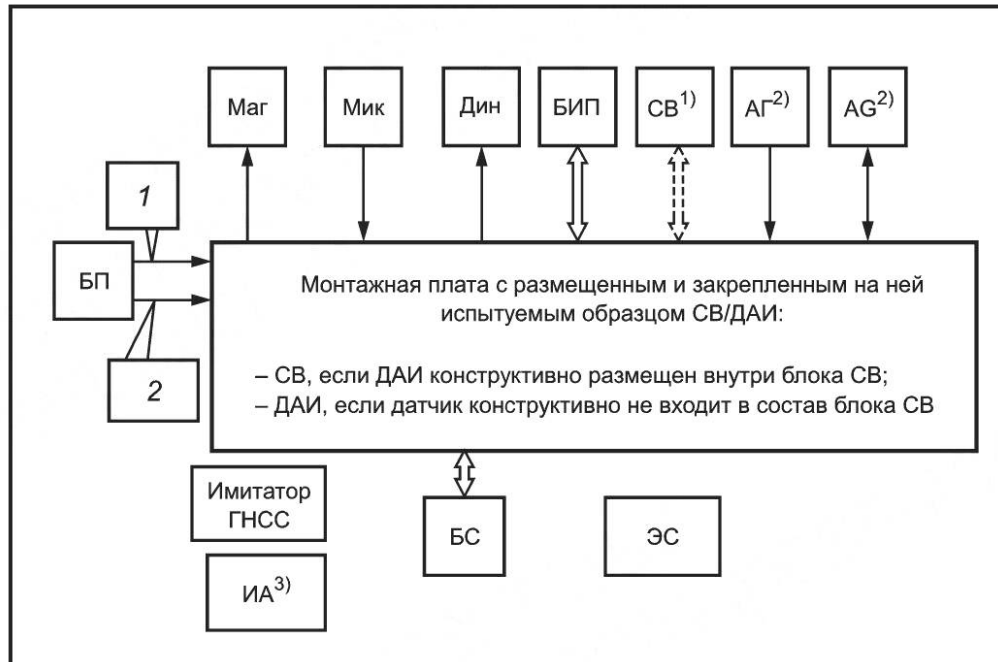 Маг
Мик
Дин
БИП
СВ1)
АГ2)
AG2)
1
БП
2
Монтажная плата с размещенным и закрепленным на ней
испытуемым образцом СВ/ДАИ:
– СВ, если ДАИ конструктивно размещен внутри блока СВ;
– ДАИ, если датчик конструктивно не входит в состав блока СВ
Имитатор
ГНСС
БС
ЭС
ИА3)